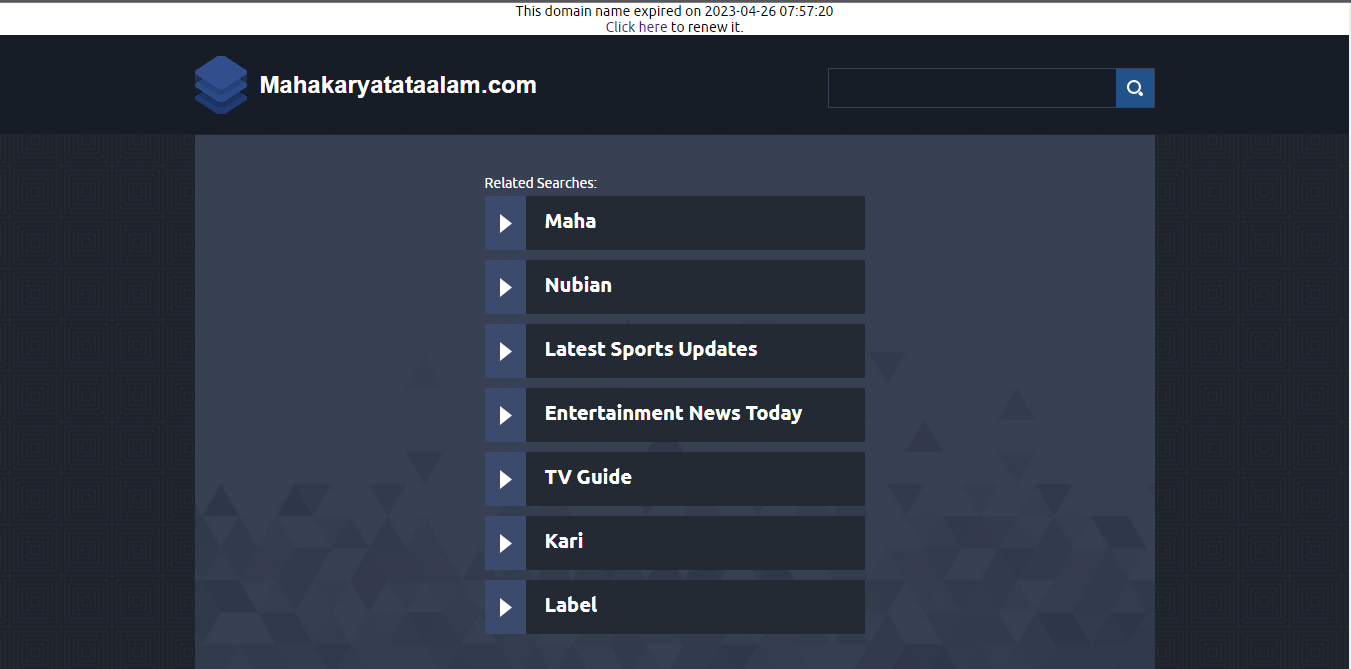 This domain name expired on 2023-04-26 07:57:20
Click here to renew it.
Mahakaryatataalam.com
Related Searches:
Maha
Nubian
Latest Sports Updates
Entertainment News Today
TV Guide
Kari
Label